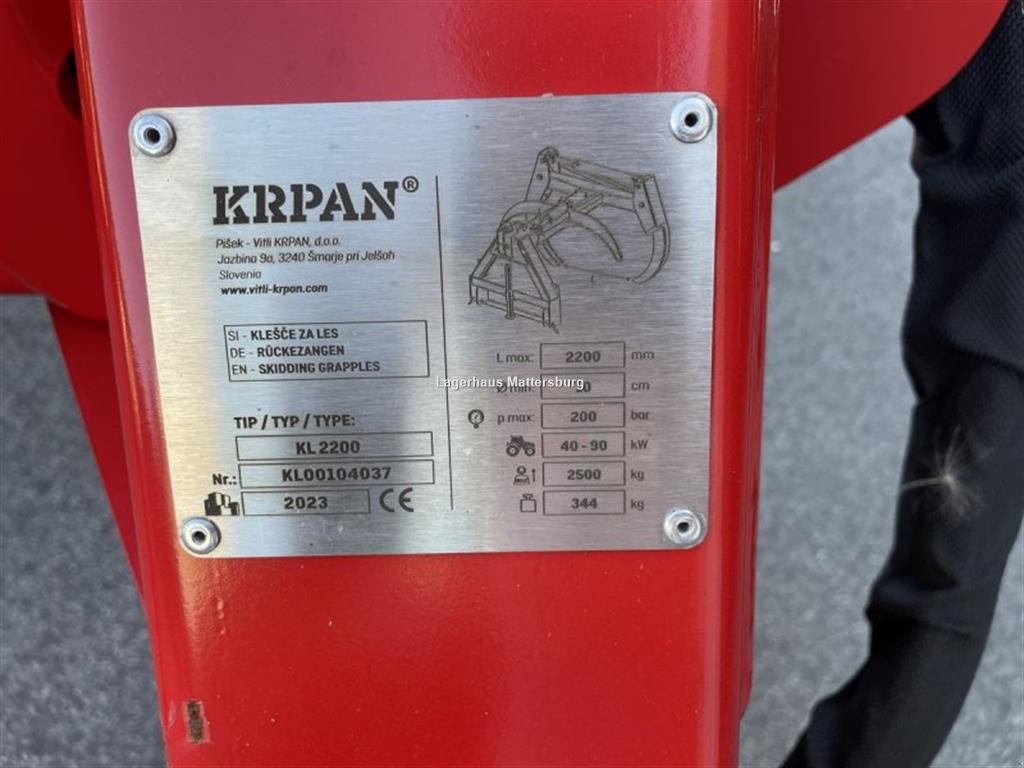 KRPAN®
Pišek - Vitli KRPAN, d.o.o.
Jazbina 9a, 3240 Šmarje pri Jelšah
Slovenia
www.vitli-krpan.com
SI - KLEŠČE ZA LES
DE - RÜCKEZANGEN
EN - SKIDDING GRAPPLES
TIP / TYP / TYPE:
KL 2200
Nr.: KL00104037
2023 CE
L
L max: 2200 mm
Ø min: cm
p max: 200 bar
40 - 90 kW
2500 kg
344 kg
Lagerhaus Mattersburg